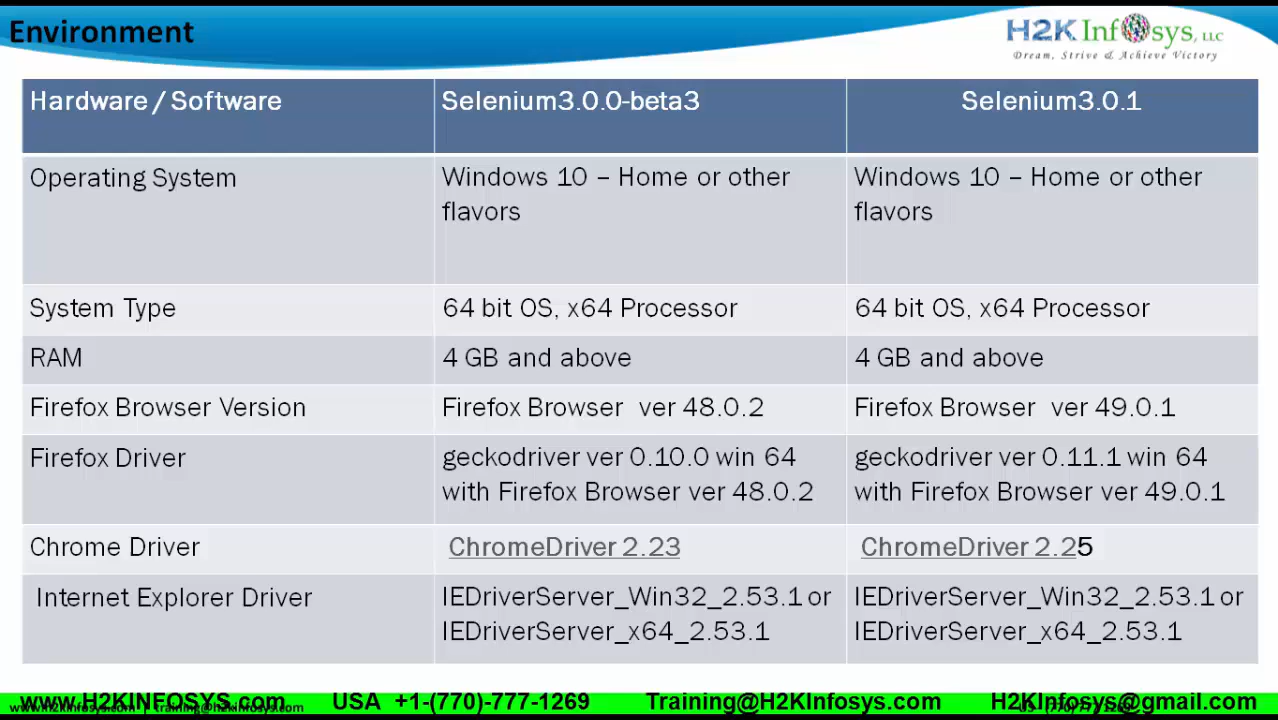 Environment
H2K Infosys, LLC
Dream, Strive & Achieve Victory
Hardware / Software
Selenium3.0.0-beta3
Selenium3.0.1
Operating System
Windows 10 – Home or other
flavors
Windows 10 – Home or other
flavors
System Type
64 bit OS, x64 Processor
64 bit OS, x64 Processor
RAM
4 GB and above
4 GB and above
Firefox Browser Version
Firefox Browser ver 48.0.2
Firefox Browser ver 49.0.1
Firefox Driver
geckodriver ver 0.10.0 win 64
with Firefox Browser ver 48.0.2
geckodriver ver 0.11.1 win 64
with Firefox Browser ver 49.0.1
Chrome Driver
ChromeDriver 2.23
ChromeDriver 2.25
Internet Explorer Driver
IEDriverServer_Win32_2.53.1 or
IEDriverServer_x64_2.53.1
IEDriverServer_Win32_2.53.1 or
IEDriverServer_x64_2.53.1
www.H2KINFOSYS.com USA +1-(770)-777-1269 Training@H2KInfosys.com H2KInfosys@gmail.com
www.h2kinfosys.com | training@h2kinfosys.com